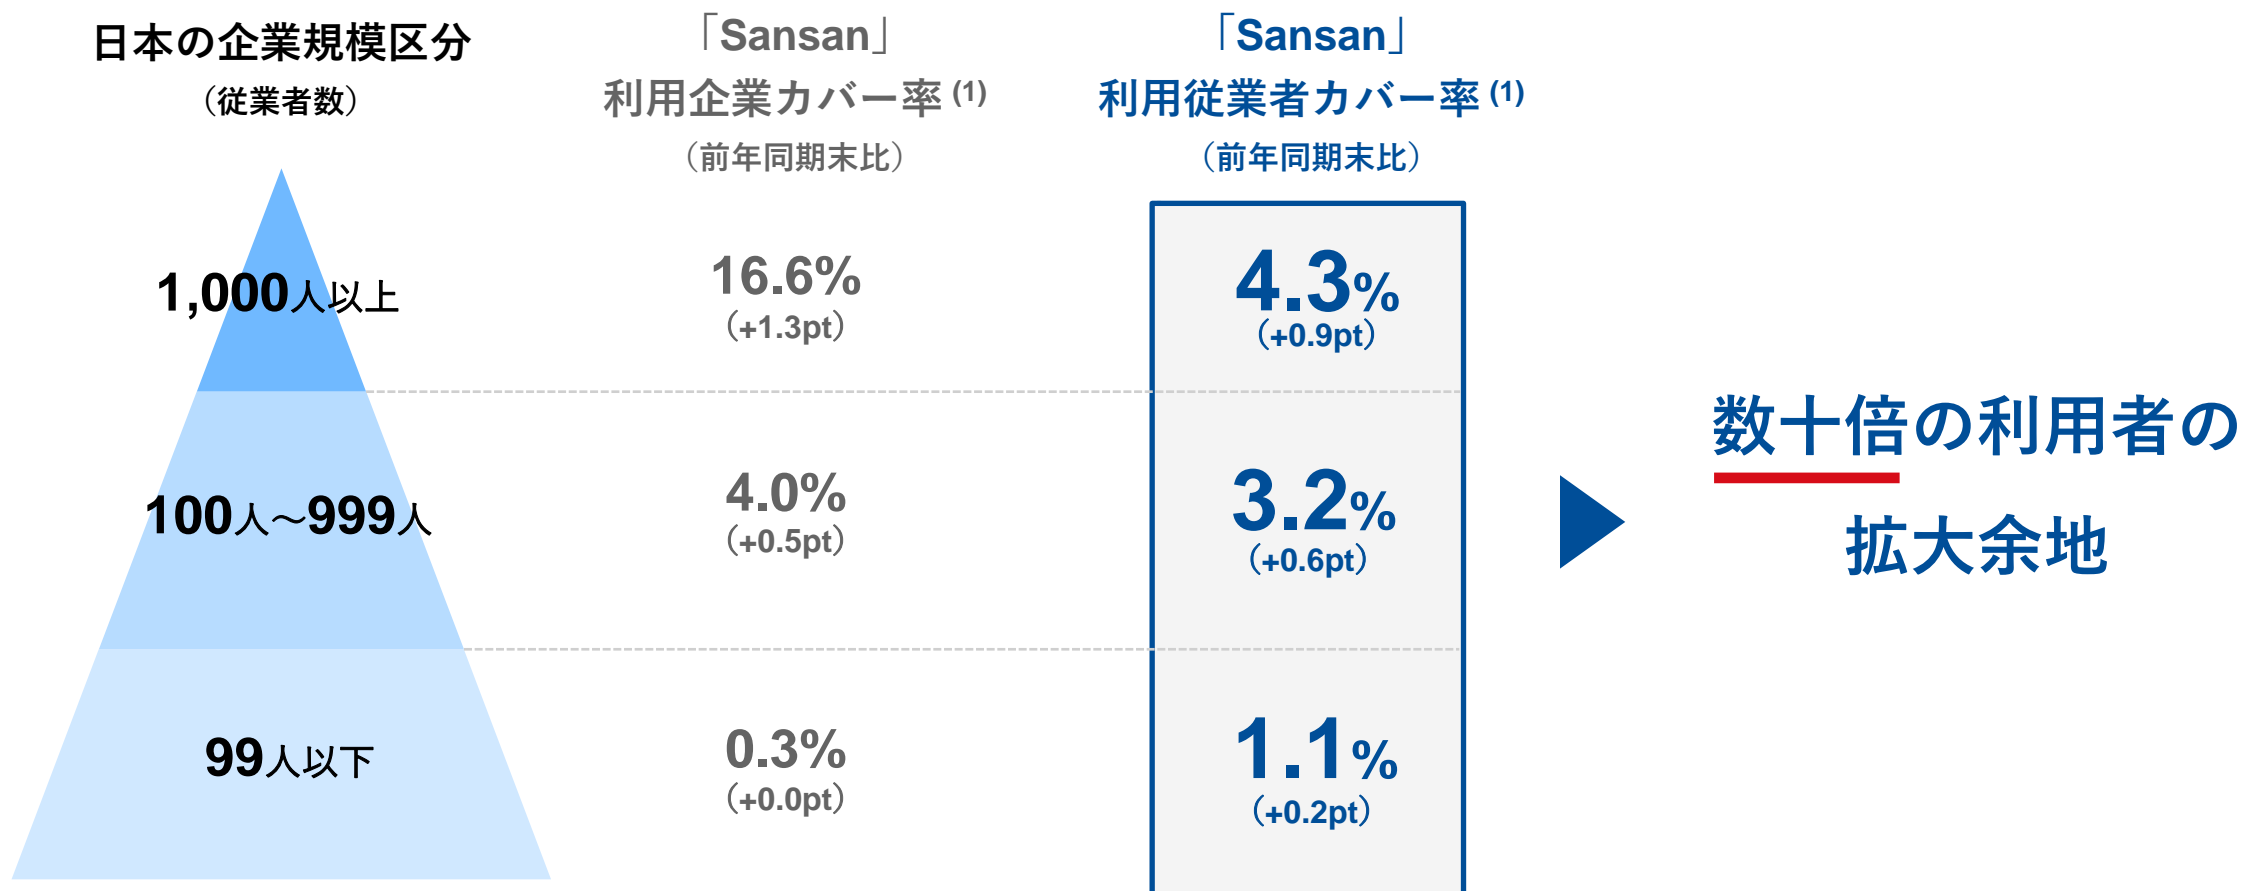 日本の企業規模区分
（従業者数）
「Sansan」
利用企業カバー率 (1)
（前年同期末比）
「Sansan」
利用従業者カバー率 (1)
（前年同期末比）
1,000人以上
16.6%
（+1.3pt）
4.3%
（+0.9pt）
100人～999人
4.0%
（+0.5pt）
3.2%
（+0.6pt）
99人以下
0.3%
（+0.0pt）
1.1%
（+0.2pt）
数十倍の利用者の
拡大余地